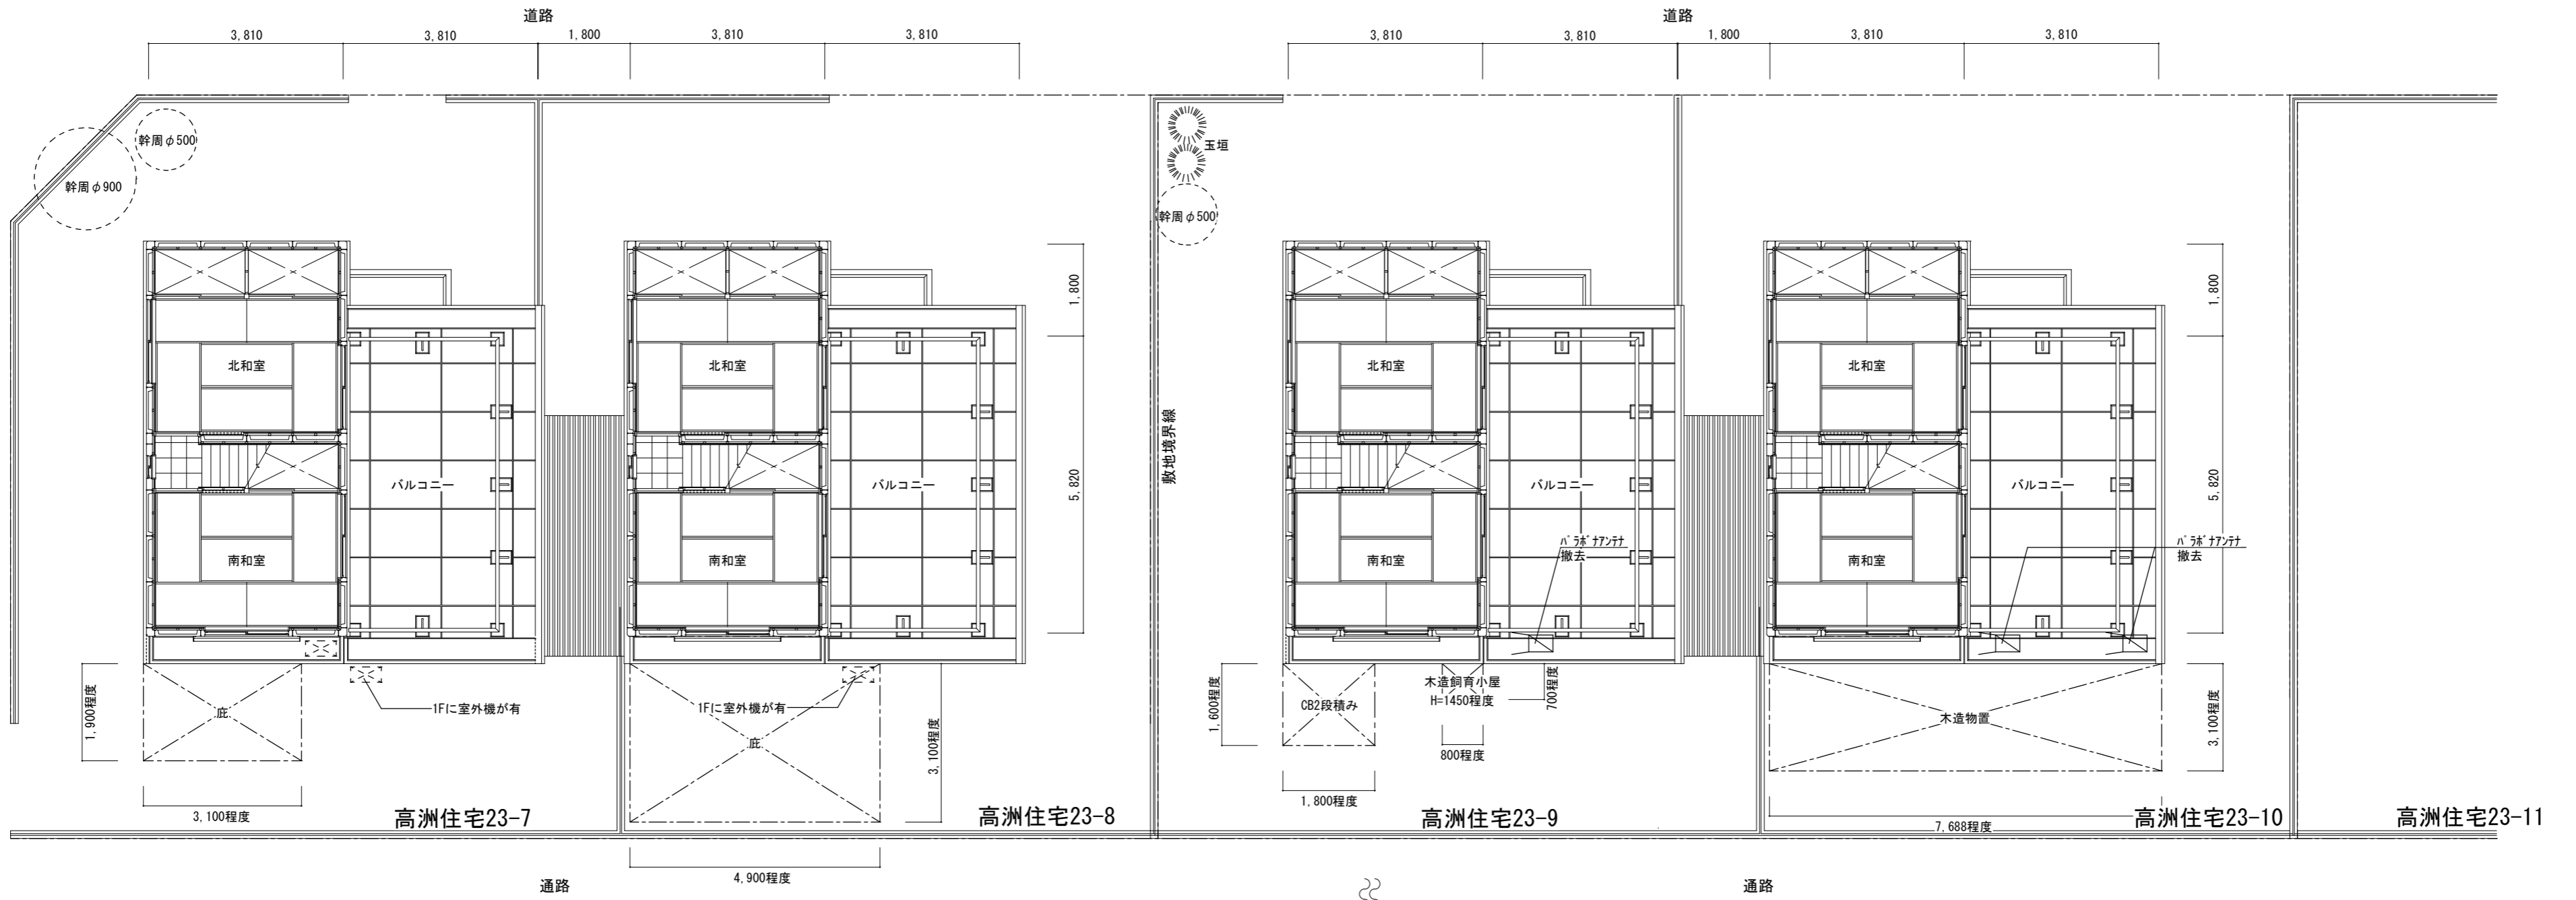 道路
道路
3,810
3,810
1,800
3,810
3,810
3,810
3,810
1,800
3,810
3,810
幹周φ500
幹周φ900
玉垣
幹周φ500
敷地境界線
北和室
バルコニー
南和室
北和室
バルコニー
南和室
1,800
5,820
北和室
バルコニー
南和室
パラボナアンテナ
撤去
北和室
バルコニー
南和室
パラボナアンテナ
撤去
1,800
5,820
1,900程度
庇
3,100程度
1Fに室外機が有
高洲住宅23-7
1Fに室外機が有
庇
3,100程度
4,900程度
高洲住宅23-8
1,600程度
CB2段積み
1,800程度
木造飼育小屋
H=1450程度
700程度
800程度
高洲住宅23-9
木造物置
3,100程度
7,688程度
高洲住宅23-10
高洲住宅23-11
通路
通路